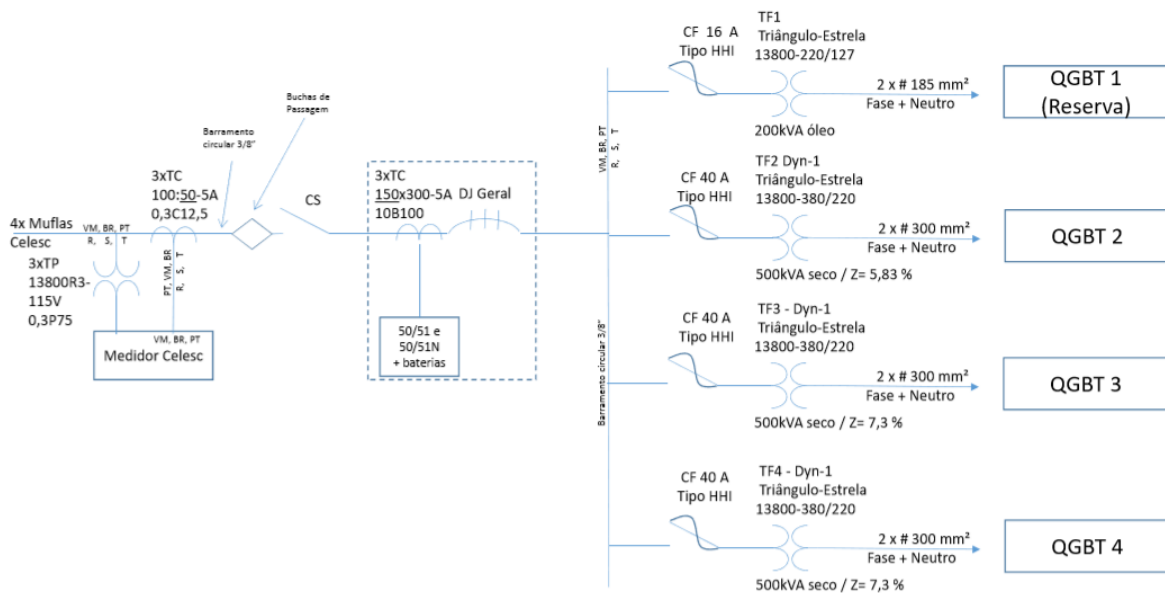 4x Muflas
Celesc
VM, BR, PT
R, S, T
3xTP
13800R3-
115V
0,3P75
3xTC
100:50-5A
0,3C12,5
PT, VM, BR
R, S, T
VM, BR, PT
Medidor Celesc
Barramento
circular 3/8"
Buchas de
Passagem
CS
3xTC
150x300-5A
10B100
DJ Geral
50/51 e
50/51N
+ baterias
VM, BR, PT
R, S, T
Barramento circular 3/8"
CF 16 A
Tipo HHI
TF1
Triângulo-Estrela
13800-220/127
200kVA óleo
2 x # 185 mm²
Fase + Neutro
QGBT 1
(Reserva)
CF 40 A
Tipo HHI
TF2 Dyn-1
Triângulo-Estrela
13800-380/220
500kVA seco / Z= 5,83 %
2 x # 300 mm²
Fase + Neutro
QGBT 2
CF 40 A
Tipo HHI
TF3 - Dyn-1
Triângulo-Estrela
13800-380/220
500kVA seco / Z= 7,3 %
2 x # 300 mm²
Fase + Neutro
QGBT 3
CF 40 A
Tipo HHI
TF4 - Dyn-1
Triângulo-Estrela
13800-380/220
500kVA seco / Z= 7,3 %
2 x # 300 mm²
Fase + Neutro
QGBT 4